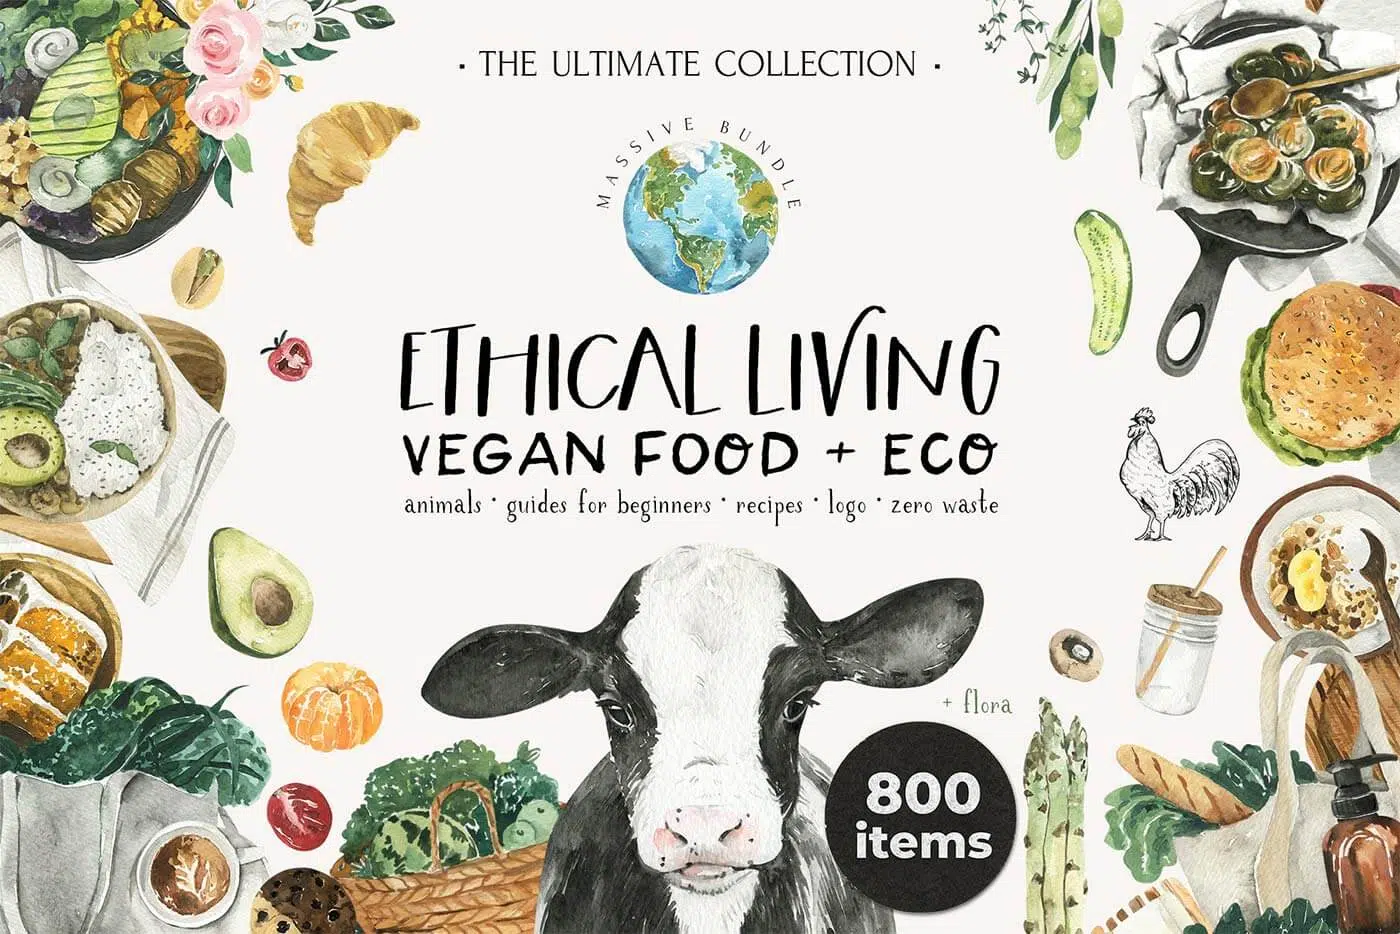 · THE ULTIMATE COLLECTION ·
MASSIVE BUNDLE
ETHICAL LIVING
VEGAN FOOD + ECO
animals · guides for beginners · recipes · logo · zero waste
+ flora
800
items